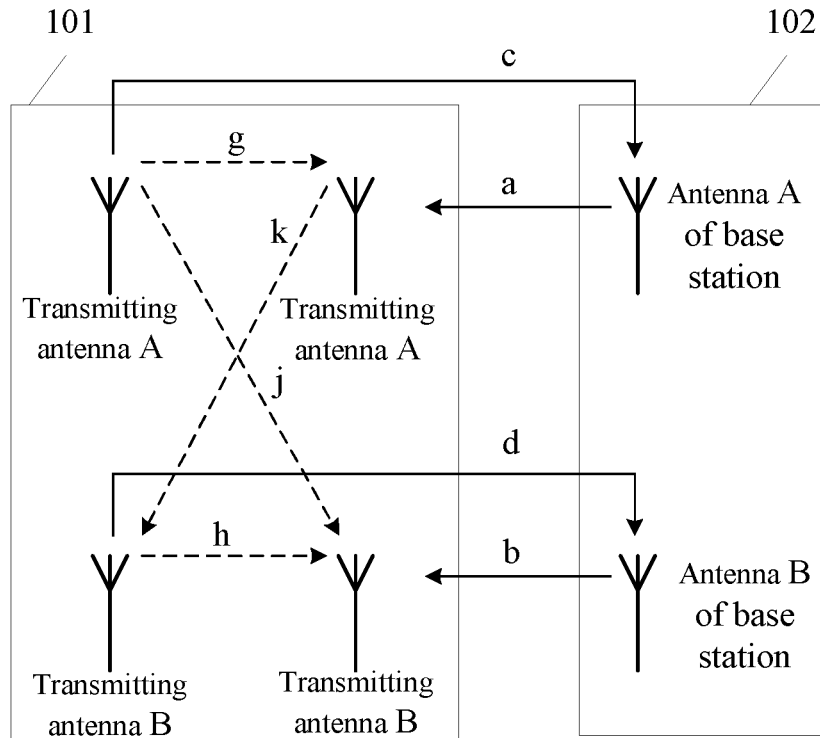 101
102
c
g
a
k
Antenna A
of base
station
Transmitting
antenna A
Transmitting
antenna A
j
d
h
b
Antenna B
of base
station
Transmitting
antenna B
Transmitting
antenna B